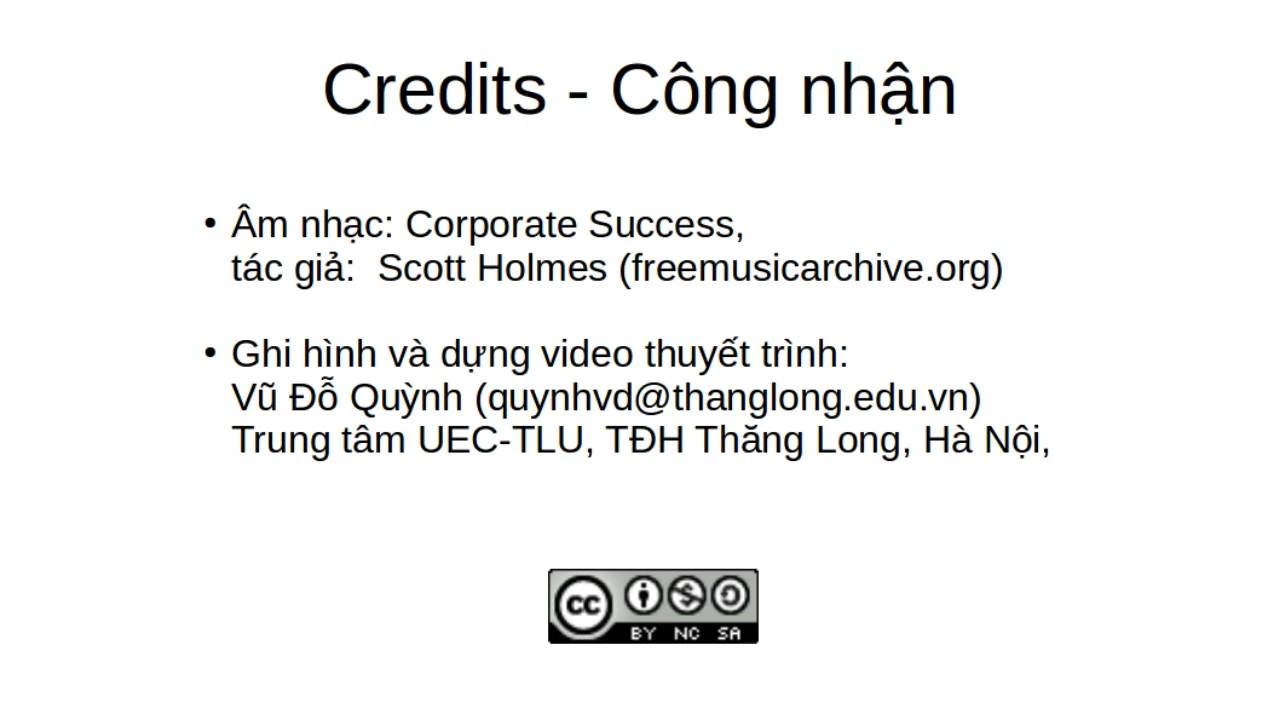 Credits - Công nhận
• Âm nhạc: Corporate Success,
tác giả:  Scott Holmes (freemusicarchive.org)
• Ghi hình và dựng video thuyết trình:
Vũ Đỗ Quỳnh (quynhvd@thanglong.edu.vn)
Trung tâm UEC-TLU, TĐH Thăng Long, Hà Nội,
cc
BY NC SA